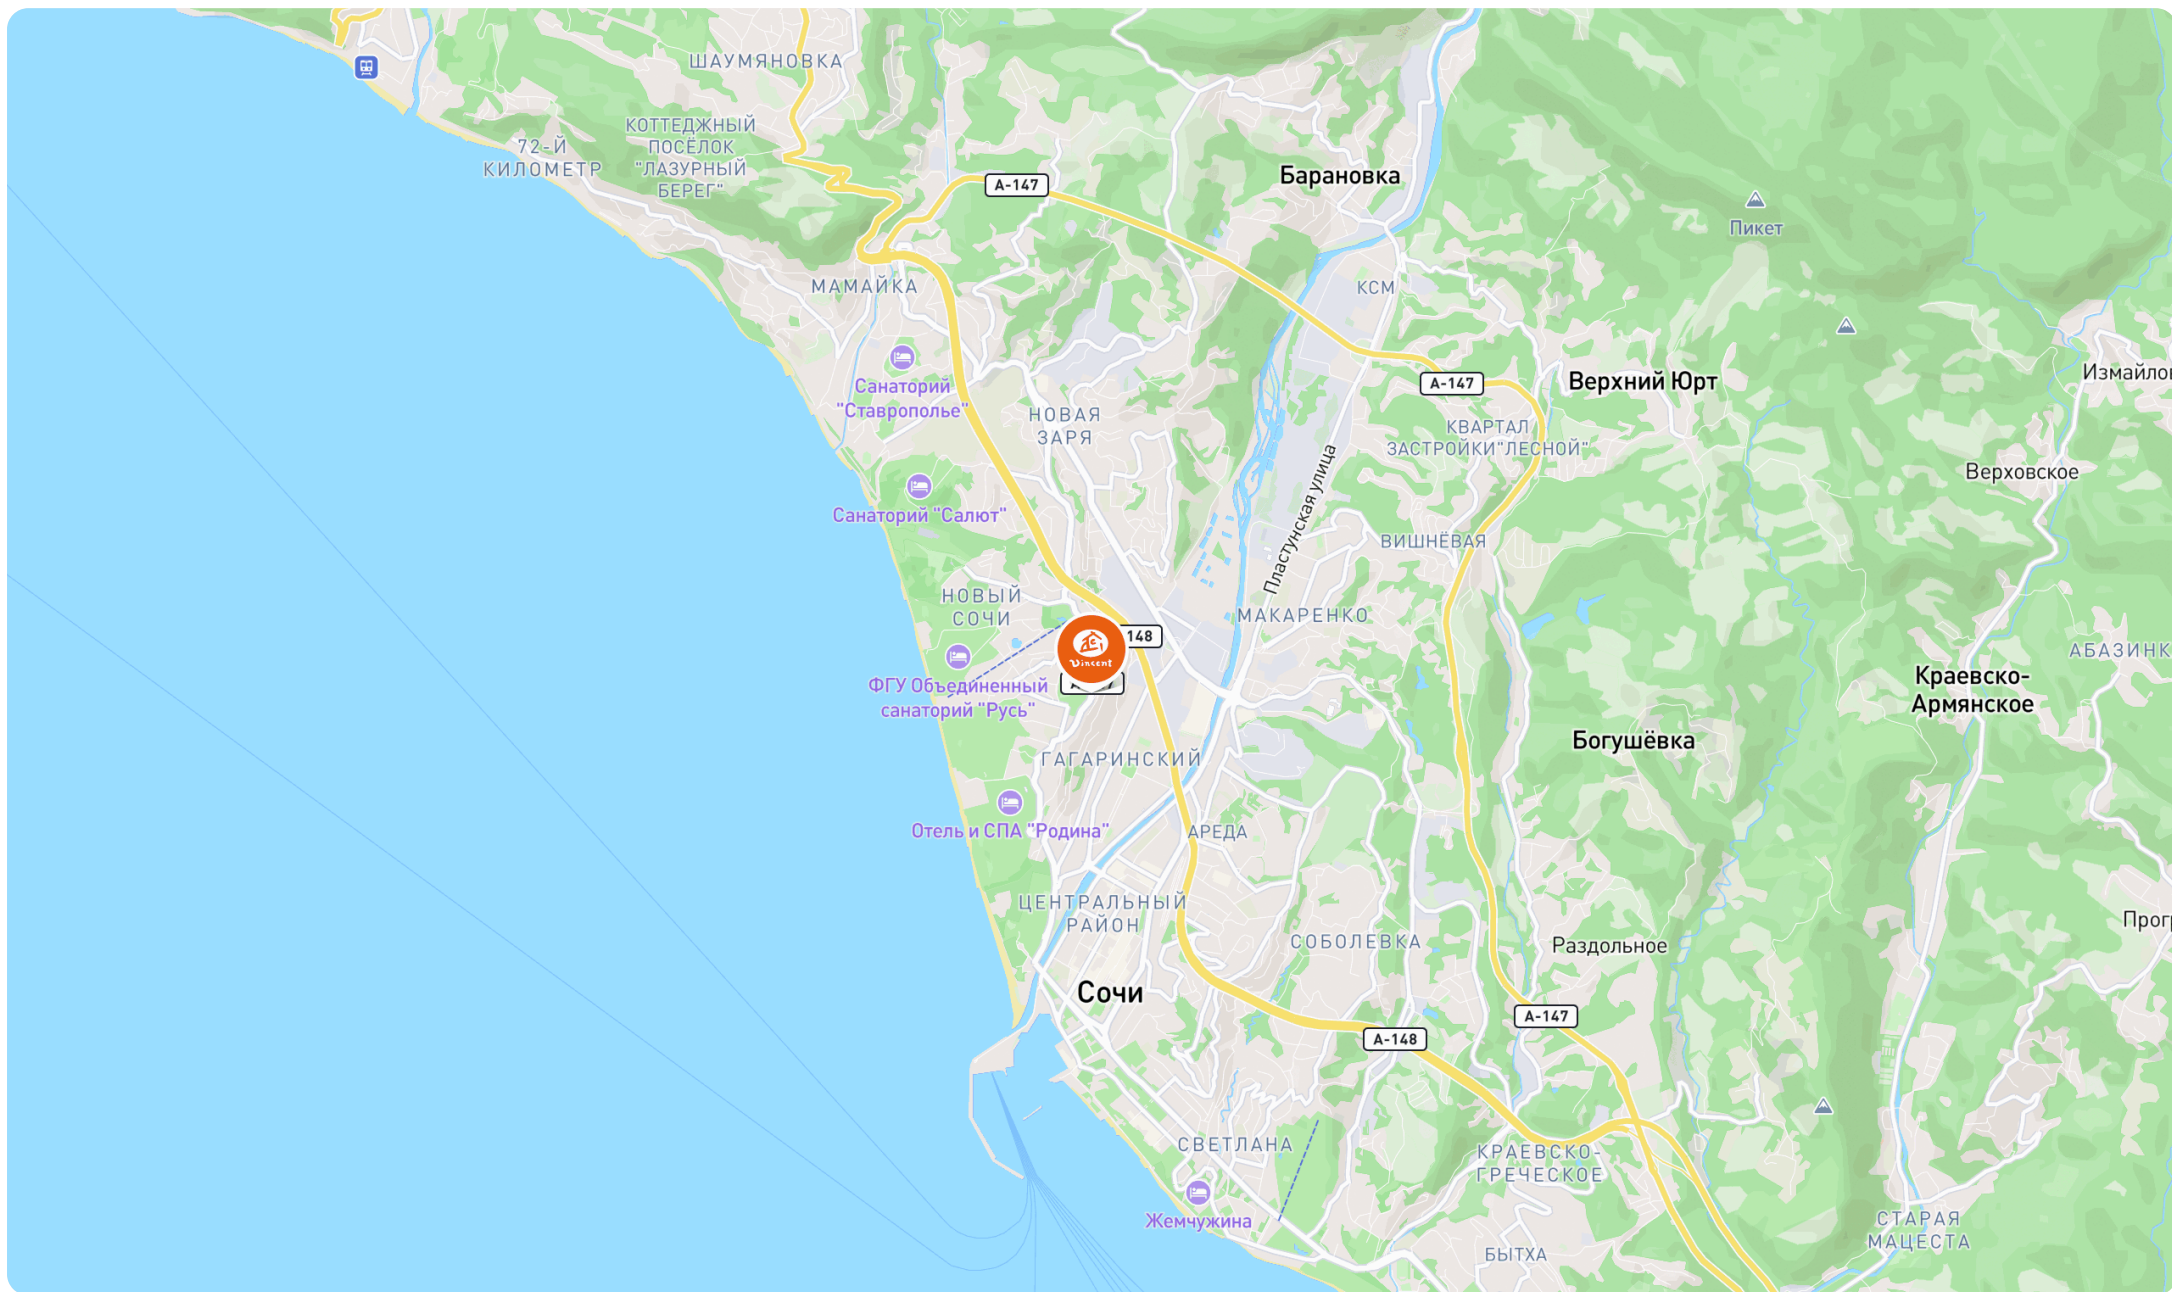 ШАУМЯНОВКА
КОТТЕДЖНЫЙ
ПОСЁЛОК
"ЛАЗУРНЫЙ
БЕРЕГ"
72-Й
КИЛОМЕТР
А-147
Барановка
Пикет
МАМАЙКА
КСМ
Санаторий
"Ставрополье"
НОВАЯ
ЗАРЯ
А-147
Верхний Юрт
Измайлов
КВАРТАЛ
ЗАСТРОЙКИ"ЛЕСНОЙ"
Верховское
Санаторий "Салют"
Пластунская улица
ВИШНЁВАЯ
НОВЫЙ
СОЧИ
МАКАРЕНКО
148
Vincent
АБАЗИНК
ФГУ Объединенный
санаторий "Русь"
Краевско-
Армянское
Богушёвка
ГАГАРИНСКИЙ
Отель и СПА "Родина"
АРЕДА
ЦЕНТРАЛЬНЫЙ
РАЙОН
СОБОЛЕВКА
Раздольное
Прогр
Сочи
А-147
А-148
СВЕТЛАНА
КРАЕВСКО-
ГРЕЧЕСКОЕ
Жемчужина
СТАРАЯ
МАЦЕСТА
БЫТХА